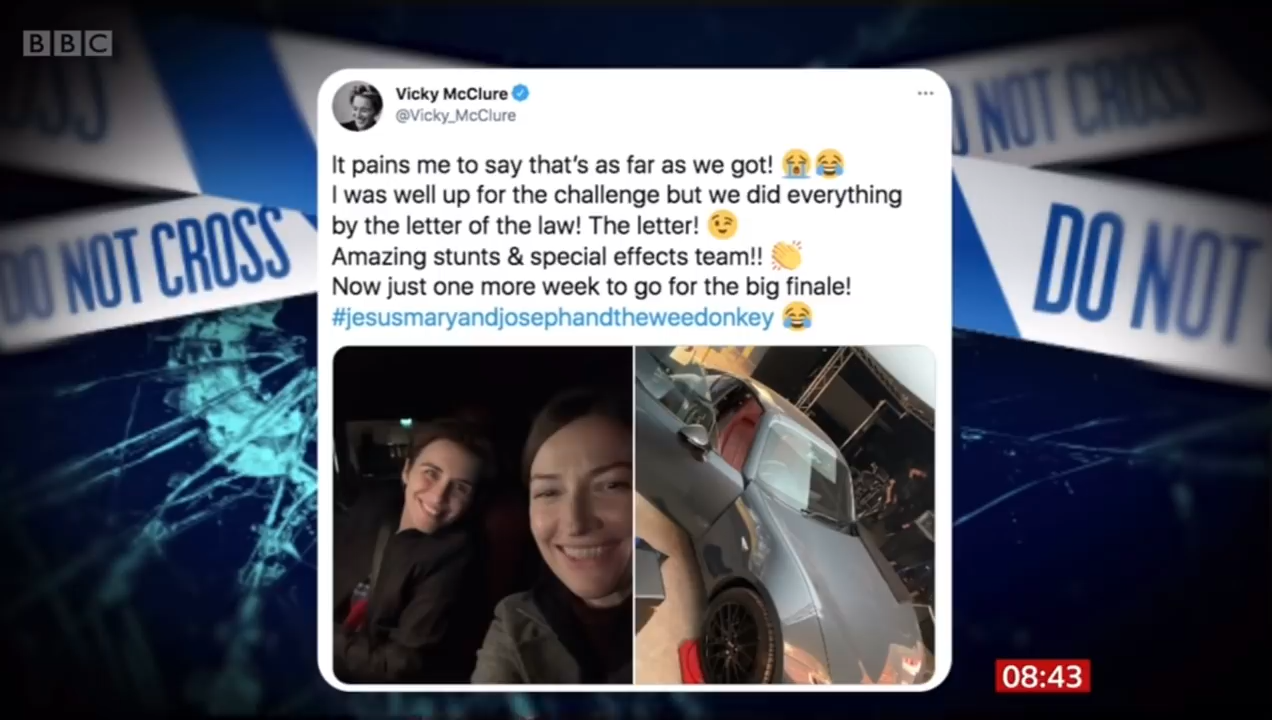 BBC
Vicky McClure
@Vicky_McClure
It pains me to say that's as far as we got! 😭😂
I was well up for the challenge but we did everything
by the letter of the law! The letter! 😉
Amazing stunts & special effects team!! 👏
Now just one more week to go for the big finale!
#jesusmaryandjosephandtheweedonkey 😂
DO NOT CROSS
NOT CROSS
DO NOT
08:43